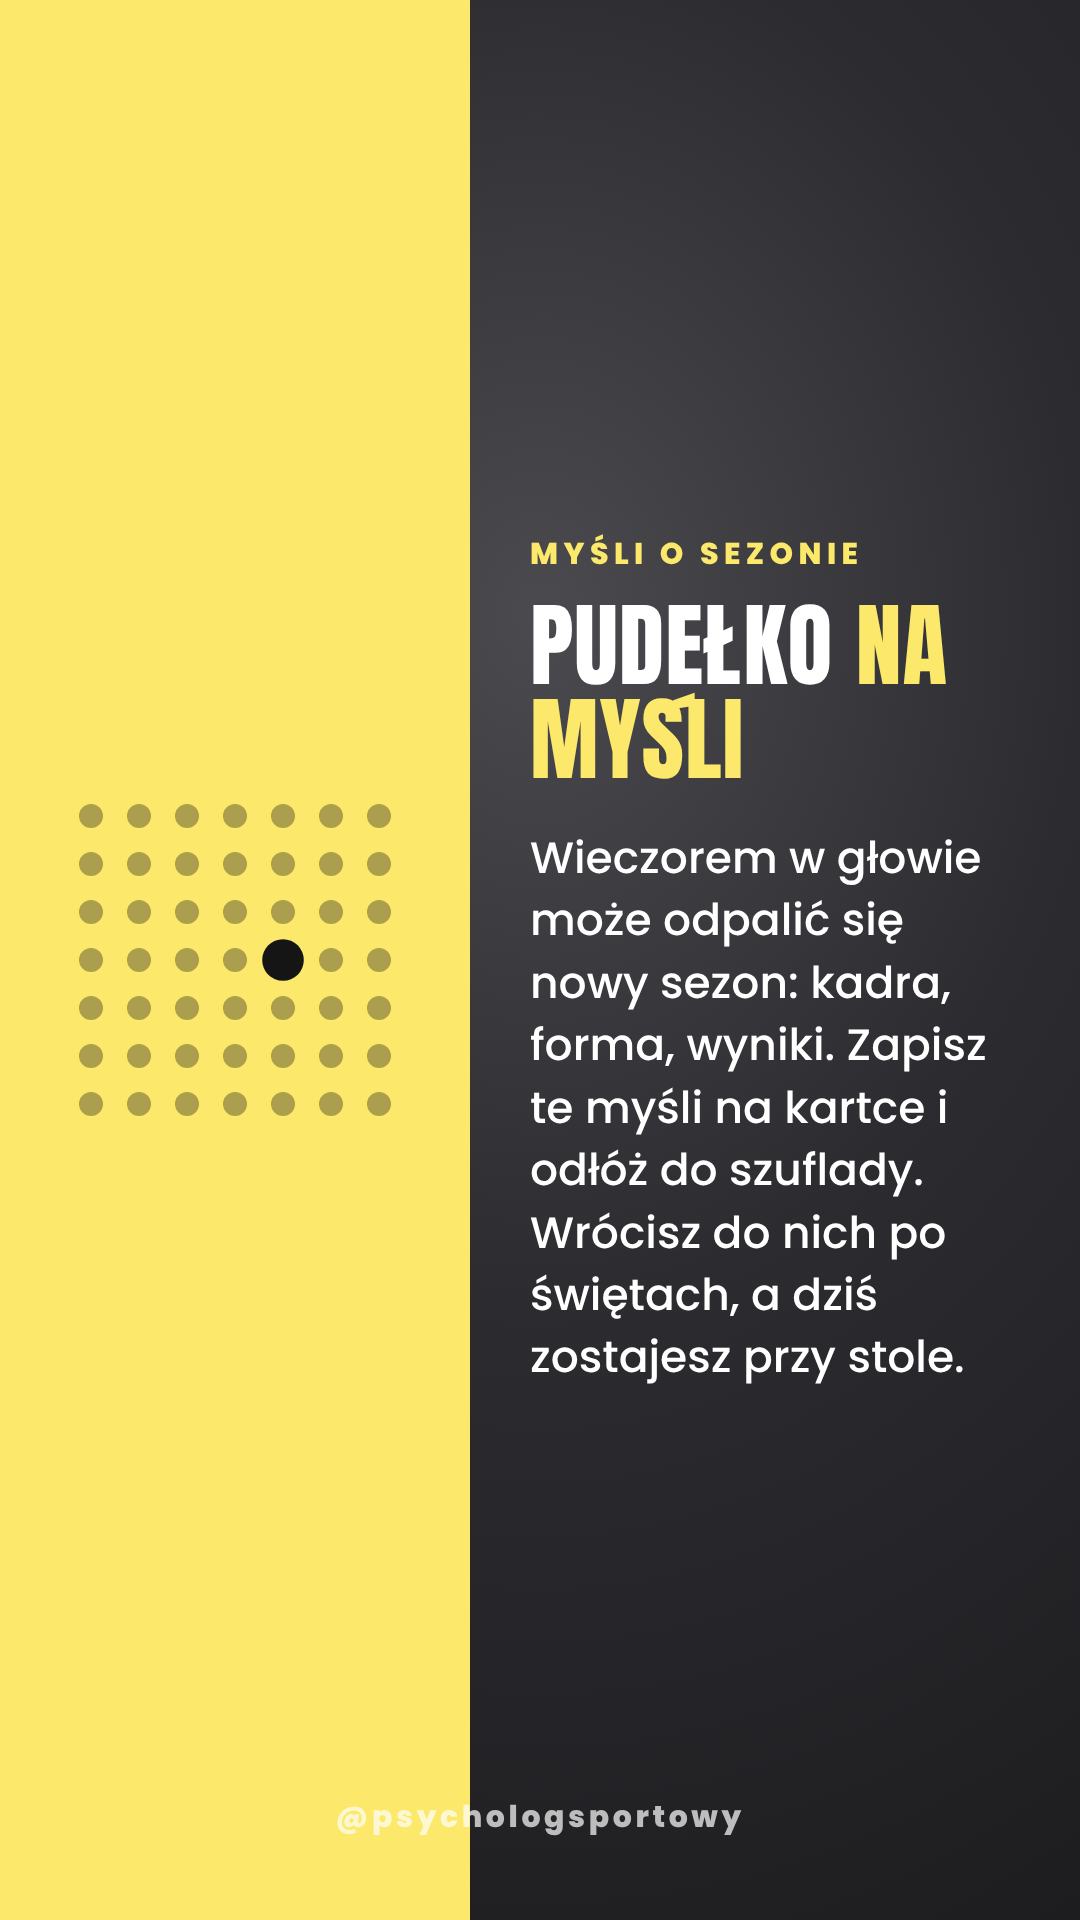 MYŚLI O SEZONIE
PUDEŁKO NA
MYŚLI
Wieczorem w głowie
może odpalić się
nowy sezon: kadra,
forma, wyniki. Zapisz
te myśli na kartce i
odłóż do szuflady.
Wrócisz do nich po
świętach, a dziś
zostajesz przy stole.
@psychologsportowy